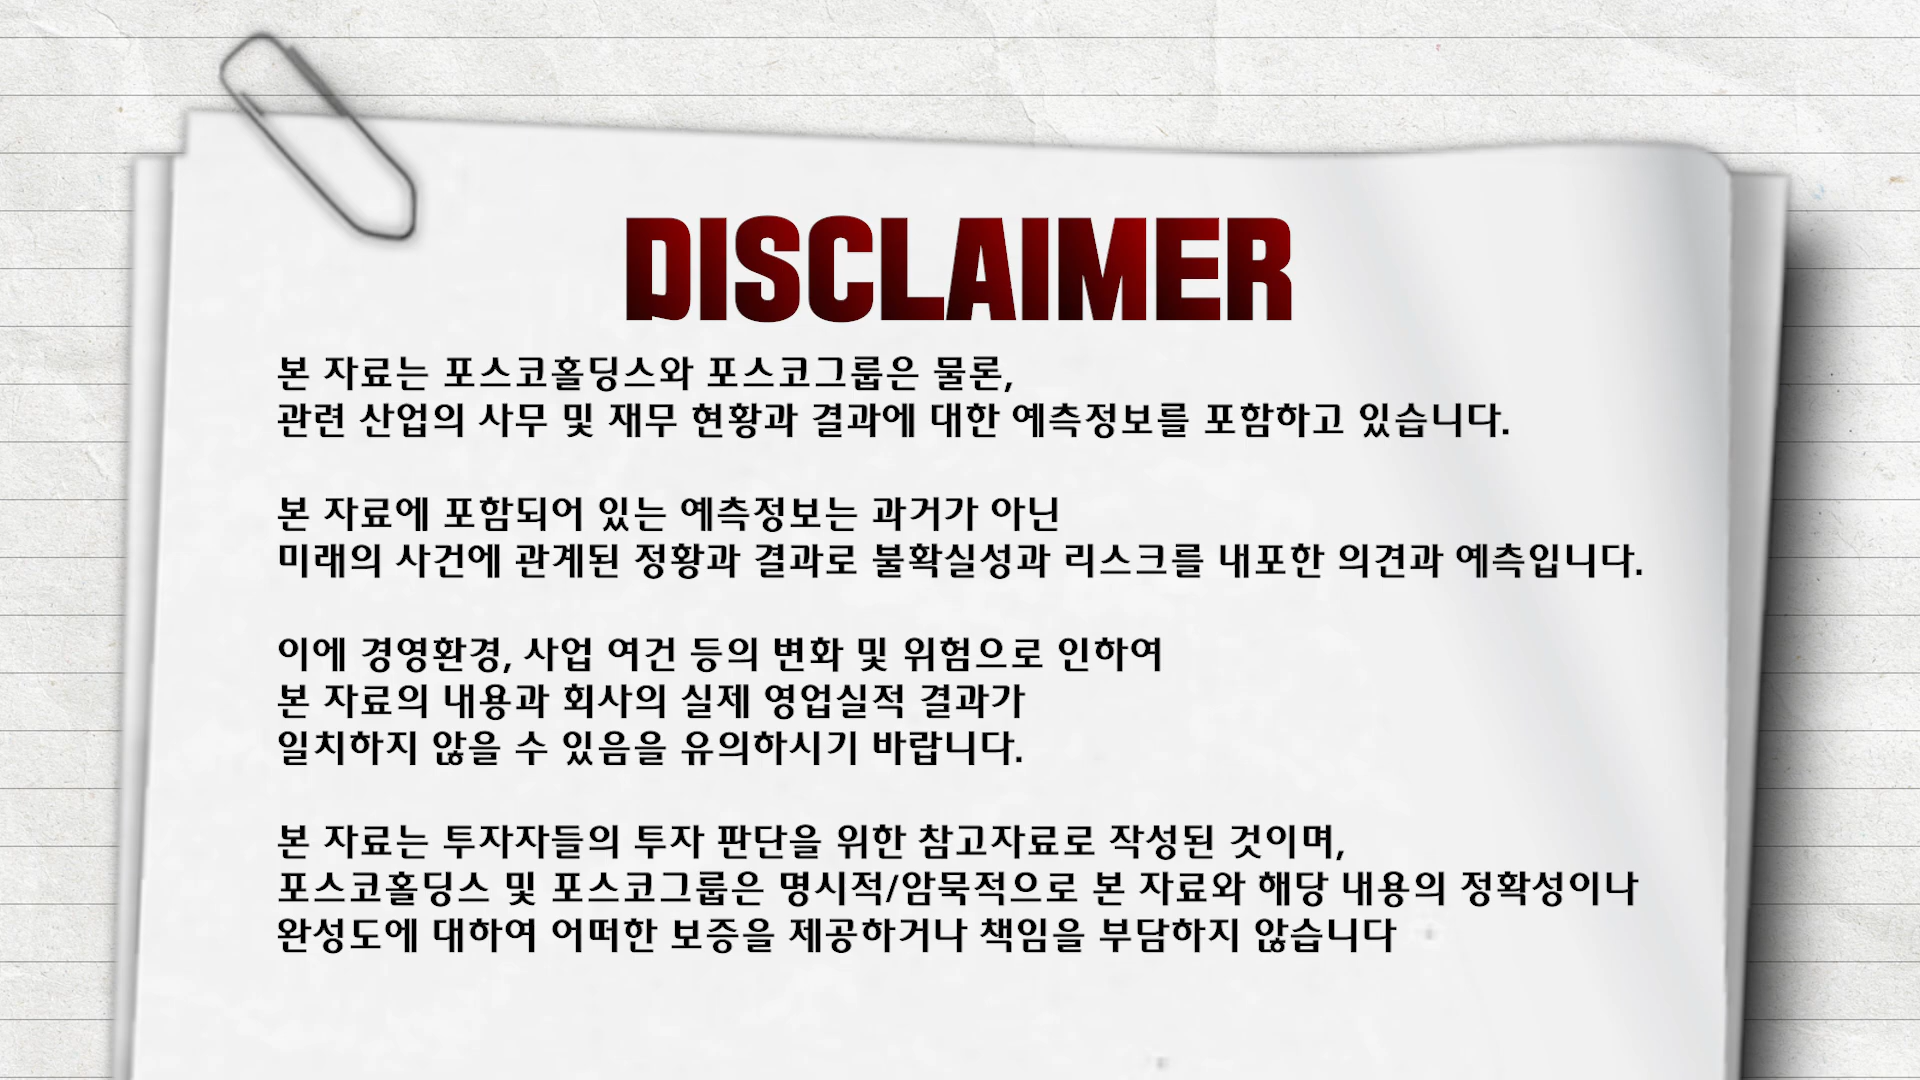 DISCLAIMER
본 자료는 포스코홀딩스와 포스코그룹은 물론,
관련 산업의 사무 및 재무 현황과 결과에 대한 예측정보를 포함하고 있습니다.
본 자료에 포함되어 있는 예측정보는 과거가 아닌
미래의 사건에 관계된 정황과 결과로 불확실성과 리스크를 내포한 의견과 예측입니다.
이에 경영환경, 사업 여건 등의 변화 및 위험으로 인하여
본 자료의 내용과 회사의 실제 영업실적 결과가
일치하지 않을 수 있음을 유의하시기 바랍니다.
본 자료는 투자자들의 투자 판단을 위한 참고자료로 작성된 것이며,
포스코홀딩스 및 포스코그룹은 명시적/암묵적으로 본 자료와 해당 내용의 정확성이나
완성도에 대하여 어떠한 보증을 제공하거나 책임을 부담하지 않습니다